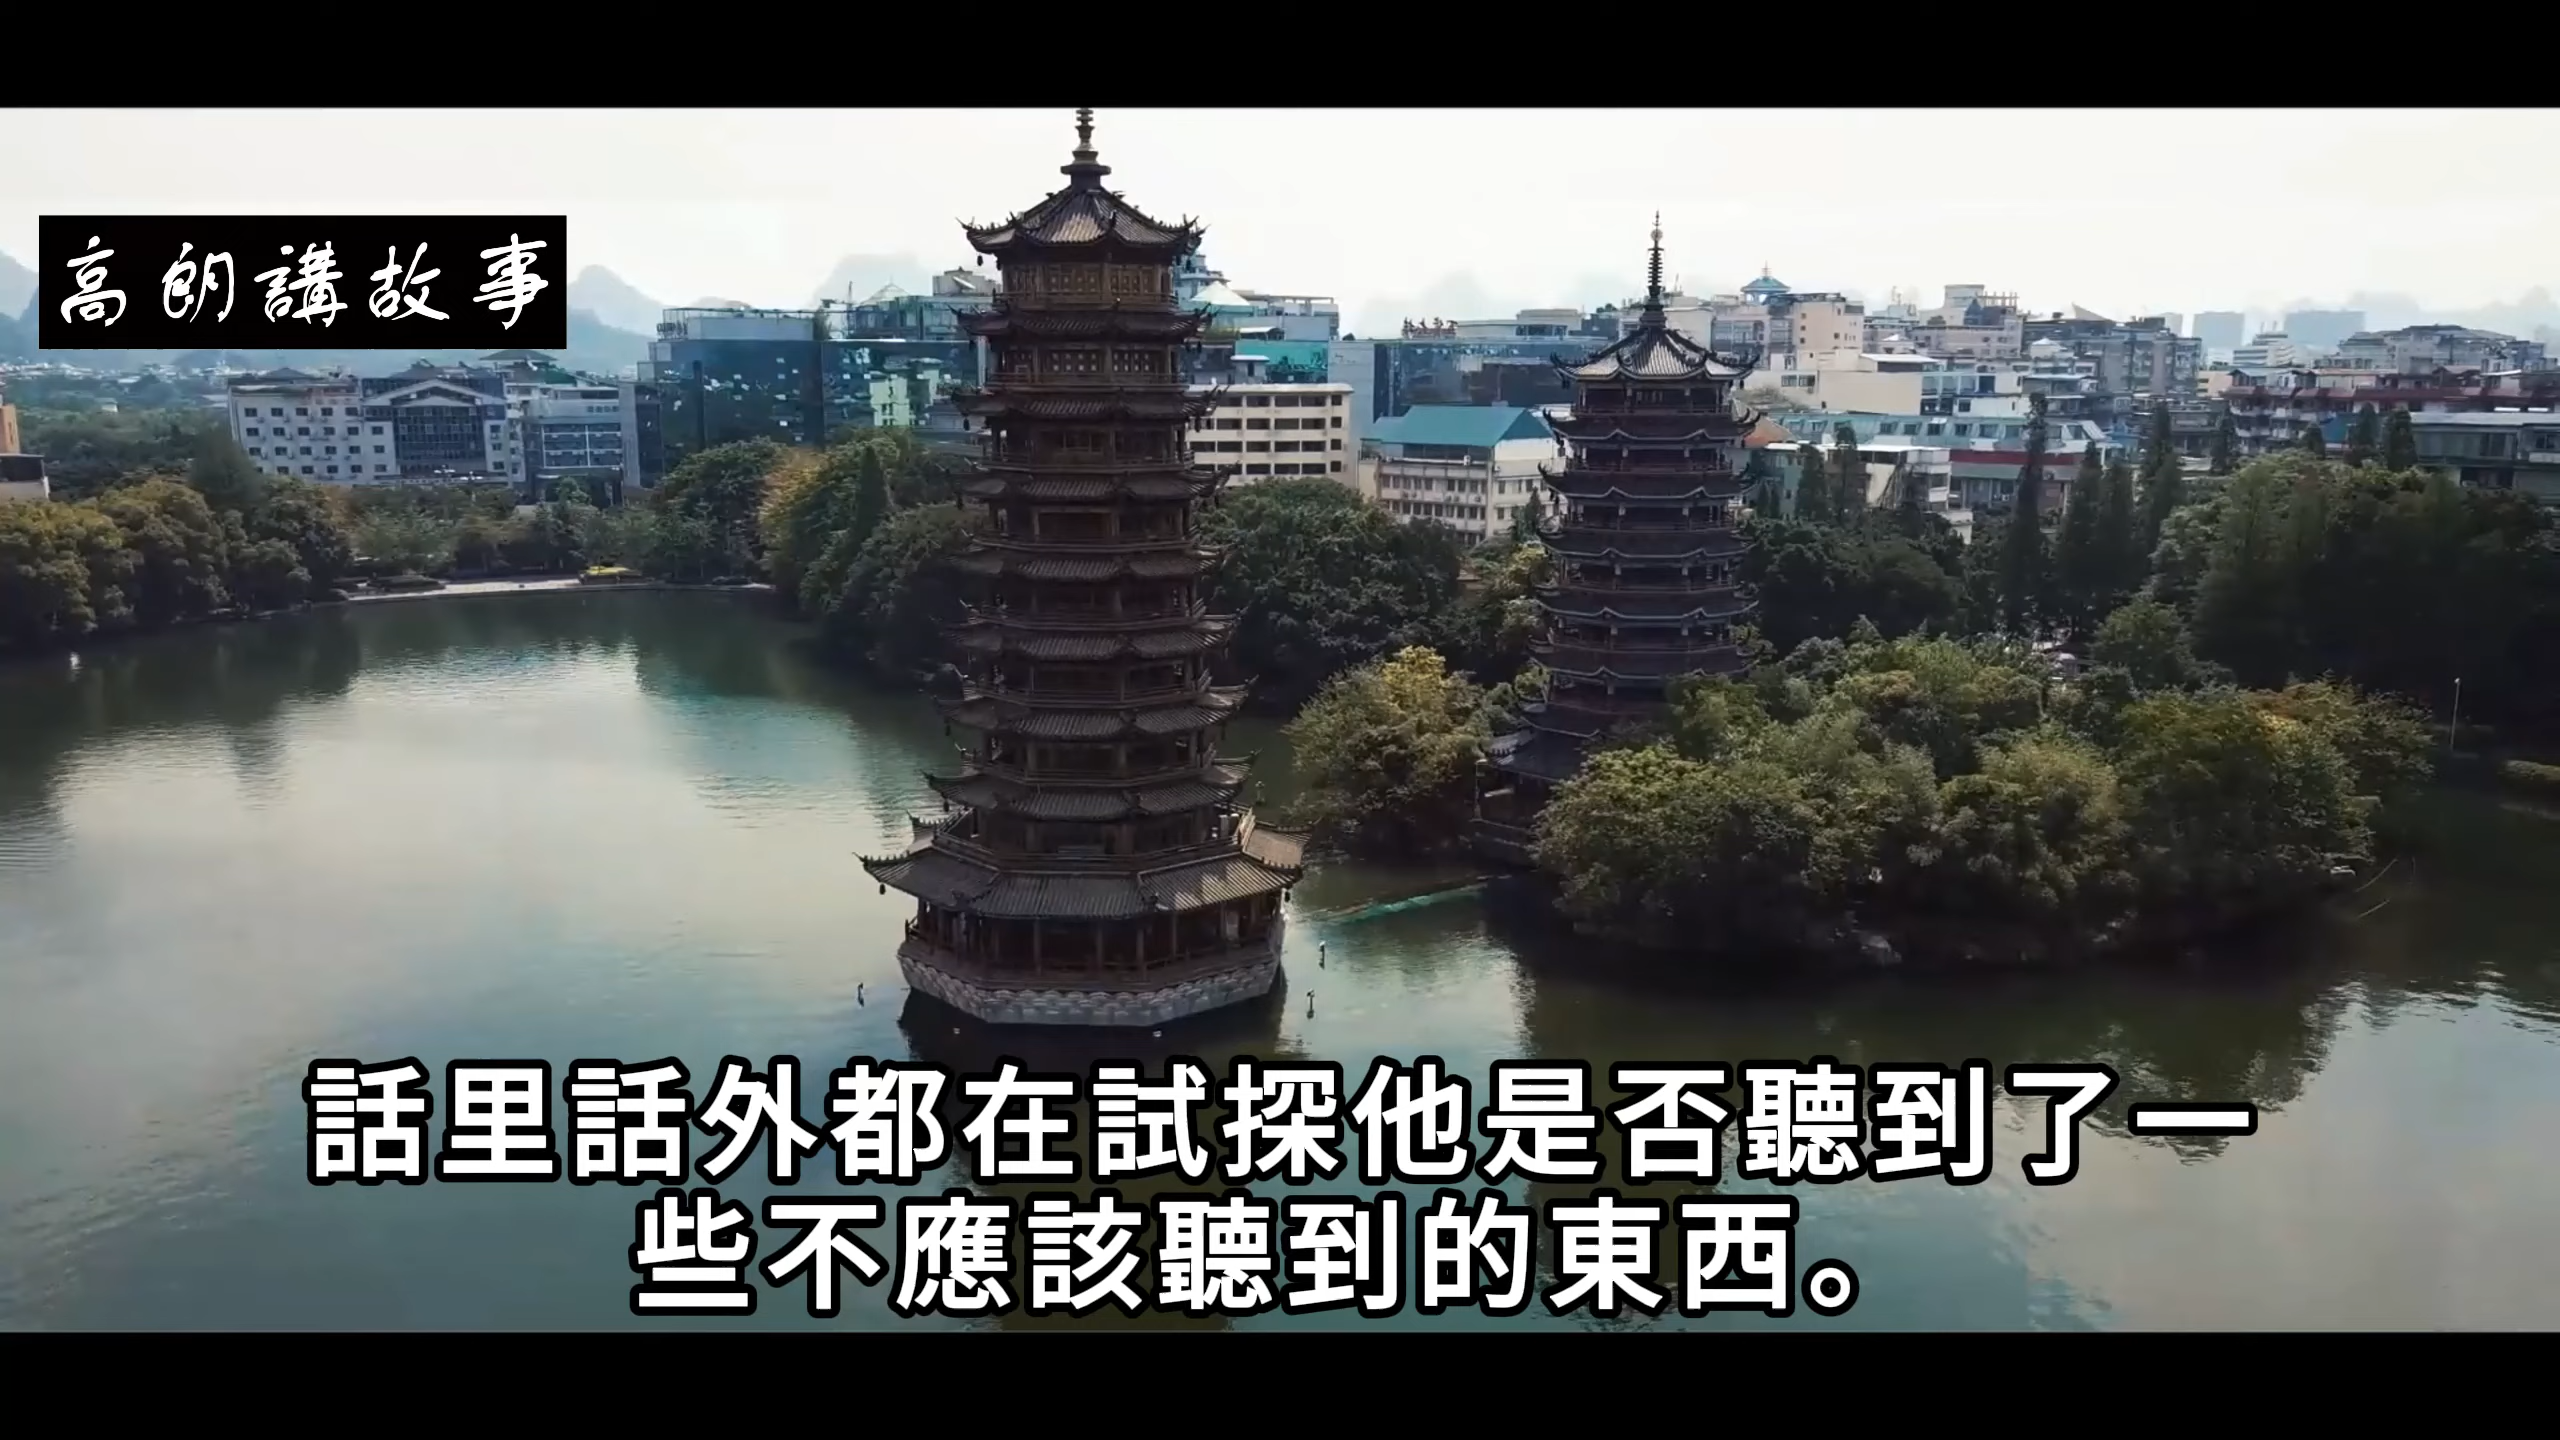 高朗講故事
話里話外都在試探他是否聽到了一
些不應該聽到的東西。